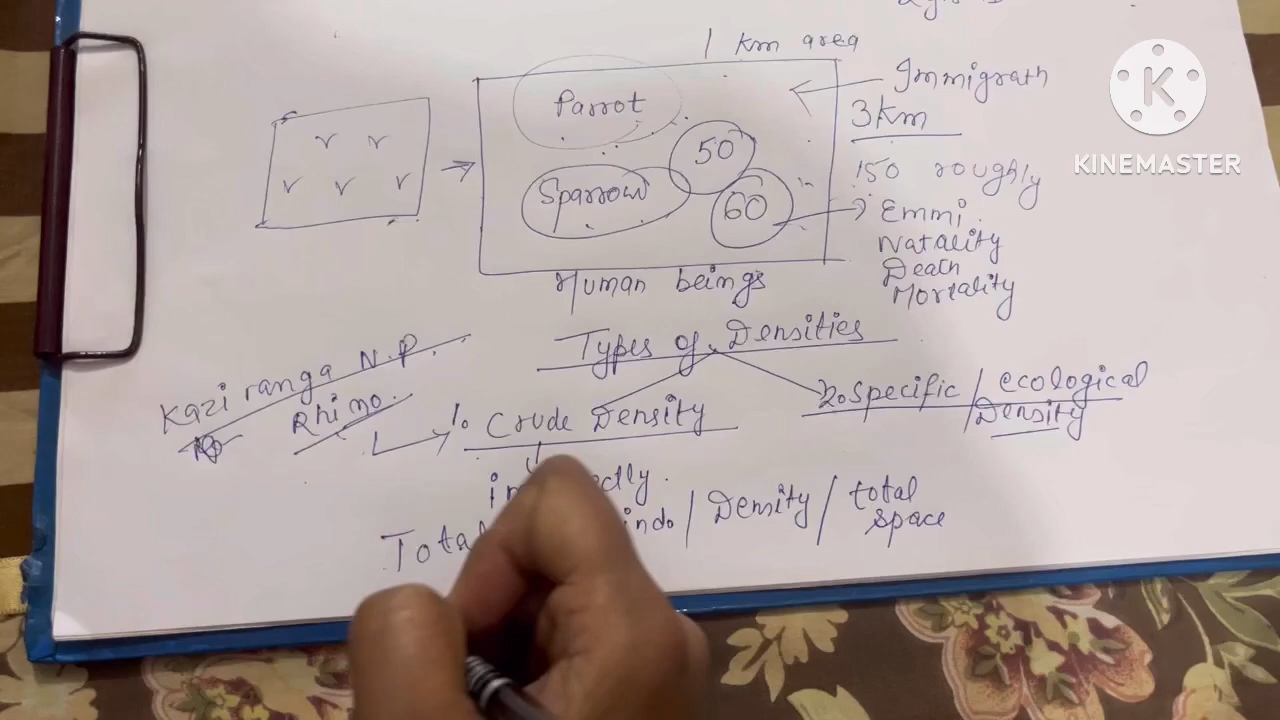 1 km area
Immigrath
3km
150 roughly
Parrot
50
Sparrow
60
Emmi.
Natality
Death
Mortality
Human beings
Types of Densities
Kaziranga N.P.
Rhino.
1. Crude Density
2. Specific / ecological
Density
Total
indo / Density / total
space
KINEMASTER